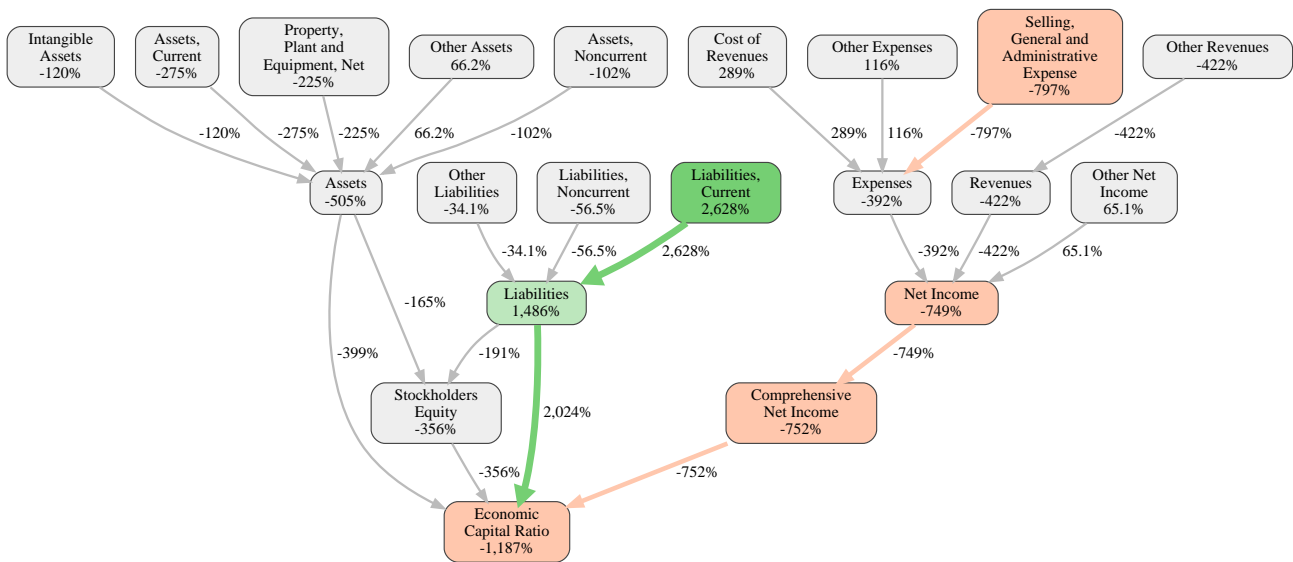 Intangible
Assets
-120%
Assets,
Current
-275%
Property,
Plant and
Equipment, Net
-225%
Other Assets
66.2%
Assets,
Noncurrent
-102%
Cost of
Revenues
289%
Other Expenses
116%
Selling,
General and
Administrative
Expense
-797%
Other Revenues
-422%
-120%
-275%
-225%
66.2%
-102%
289%
116%
-797%
-422%
Assets
-505%
Other
Liabilities
-34.1%
Liabilities,
Noncurrent
-56.5%
Liabilities,
Current
2,628%
Expenses
-392%
Revenues
-422%
Other Net
Income
65.1%
-34.1%
-56.5%
2,628%
-392%
-422%
65.1%
-165%
Liabilities
1,486%
Net Income
-749%
-399%
-191%
-749%
Stockholders
Equity
-356%
2,024%
Comprehensive
Net Income
-752%
-356%
-752%
Economic
Capital Ratio
-1,187%